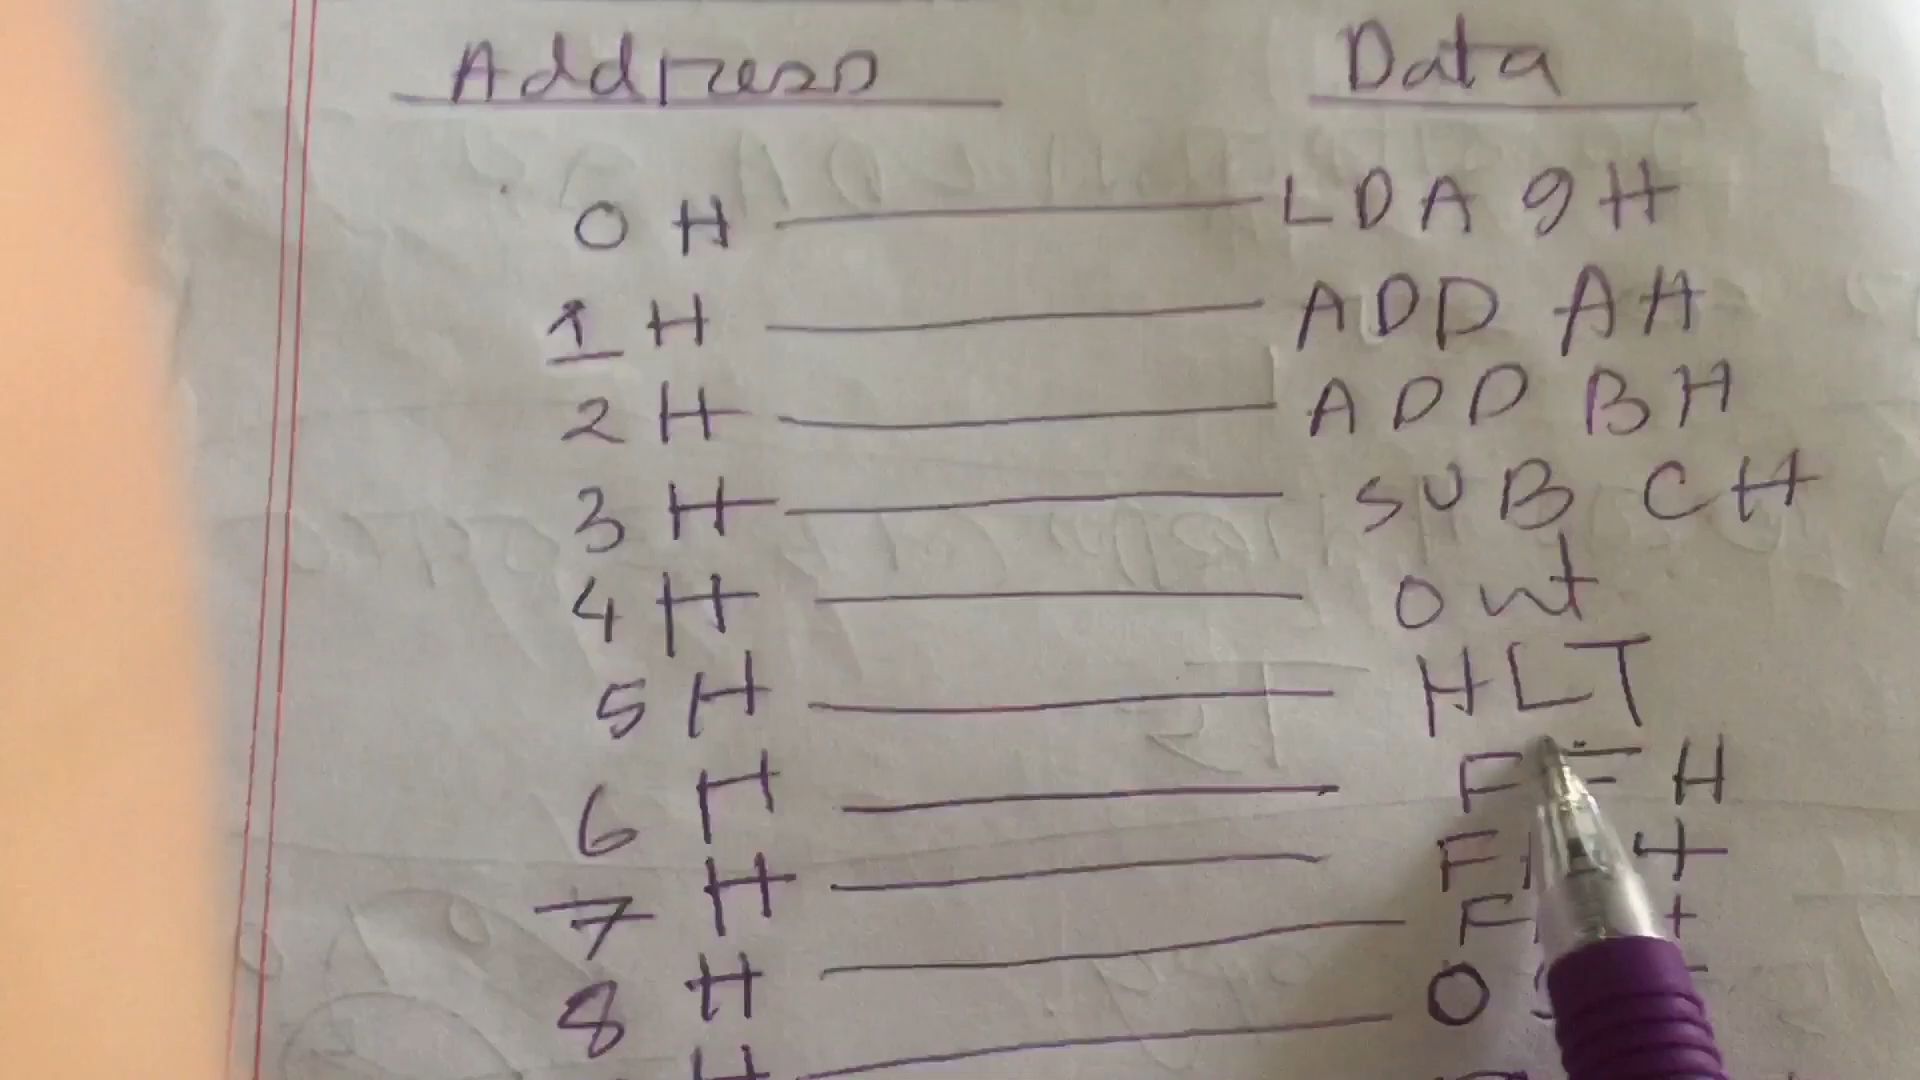 Address Data
0 H LDA 9H
1 H ADD AH
2 H ADD BH
3 H SUB CH
4 H Out
5 H HLT
6 H H
7 H
8 H
H